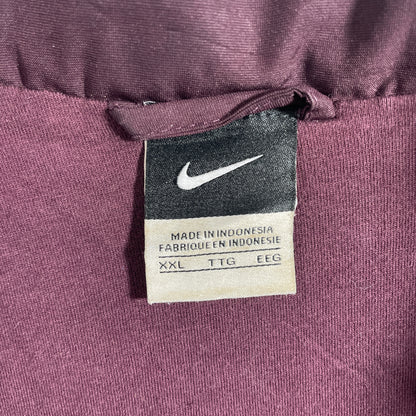 MADE IN INDONESIA
FABRIQUE EN INDONESIE
XXL TTG EEG